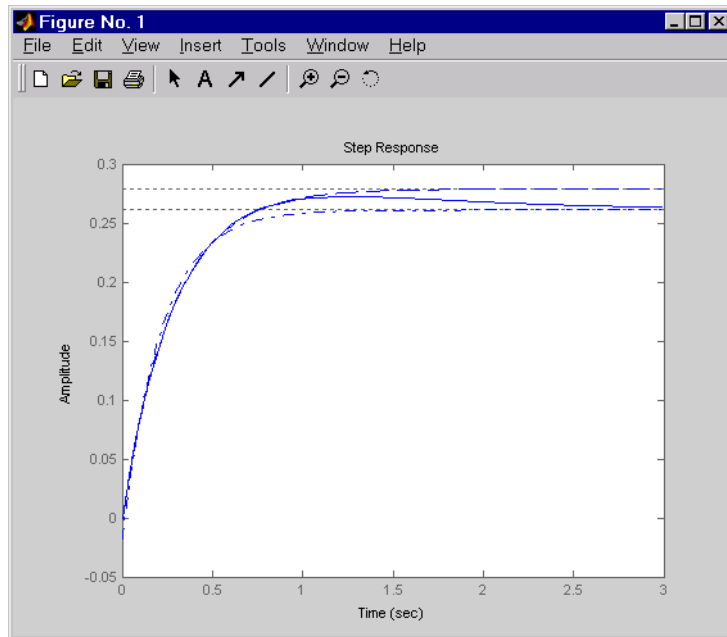 Figure No. 1
File Edit View Insert Tools Window Help
A
Step Response
0.3
0.25
0.2
0.15
0.1
0.05
0
-0.05
Amplitude
0 0.5 1 1.5 2 2.5 3
Time (sec)